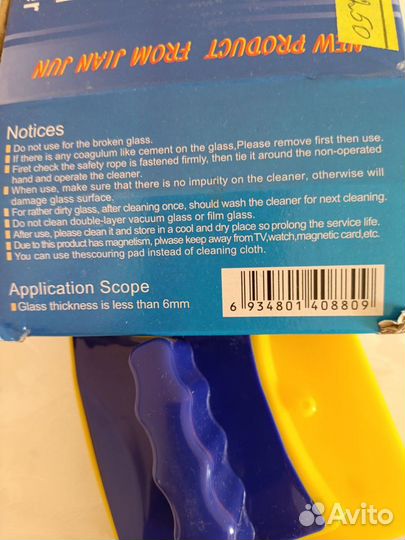 NEW PRODUCT FROM JIAN JUN
Notices
Do not use for the broken glass.
If there is any coagulum like cement on the glass,Please remove first then use.
Firet check the safety rope is fastened firmly, then tie it around the non-operated
hand and operate the cleaner.
When use, make sure that there is no impurity on the cleaner, otherwise will
damage glass surface.
For rather dirty glass, after cleaning once, should wash the cleaner for next cleaning.
Do not clean double-layer vacuum glass or film glass.
After use, please clean it and store in a cool and dry place so prolong the service life.
Due to this product has magnetism, plwase keep away from TV,watch,magnetic card,etc.
You can use thescouring pad instead of cleaning cloth.
Application Scope
Glass thickness is less than 6mm
6 934801 408809
Avito